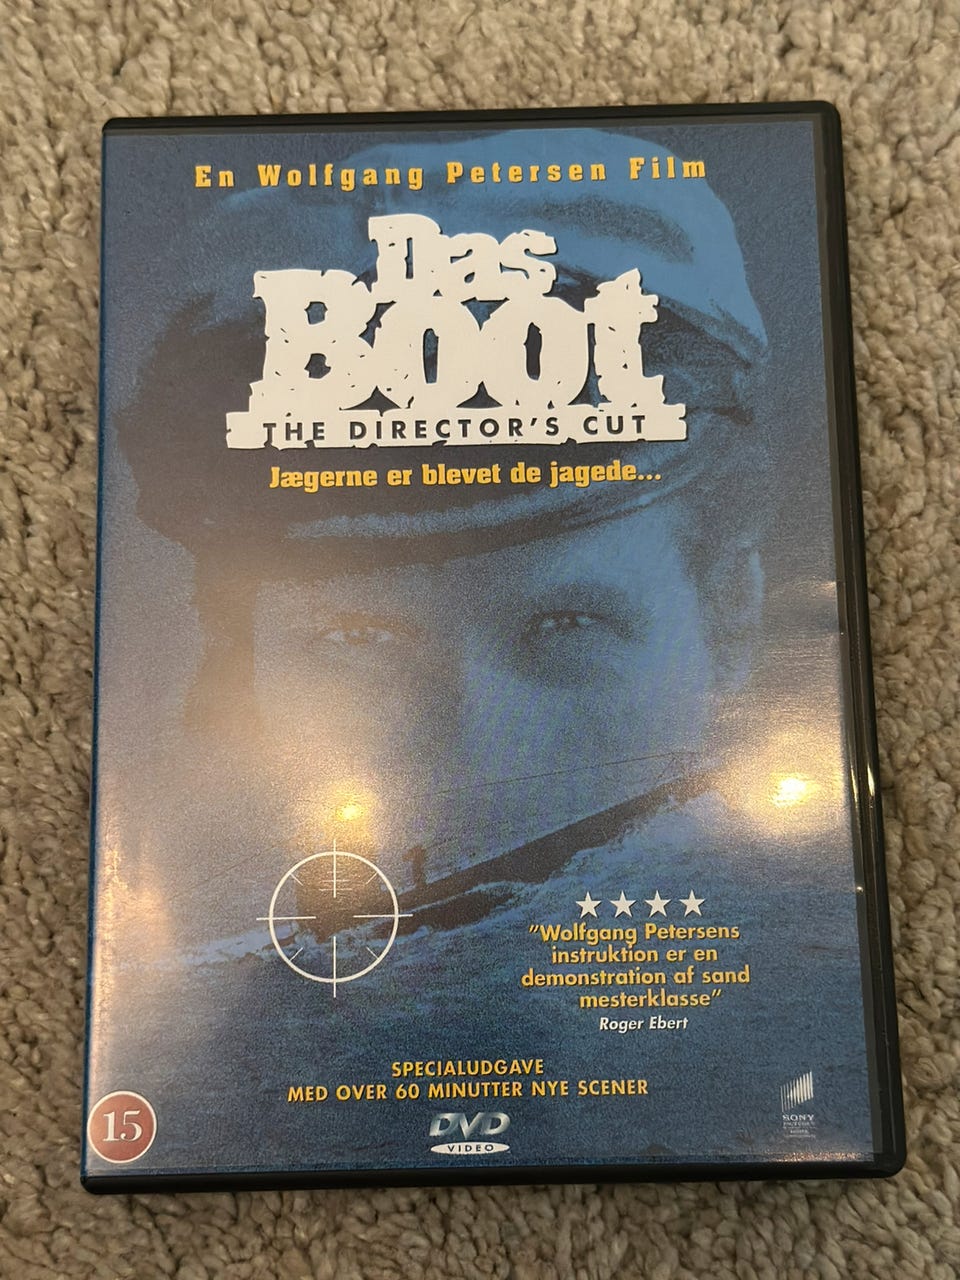 En Wolfgang Petersen Film
Das
Boot
THE DIRECTOR'S CUT
Jægerne er blevet de jagede...
"Wolfgang Petersens
instruktion er en
demonstration af sand
mesterklasse"
Roger Ebert
SPECIALUDGAVE
MED OVER 60 MINUTTER NYE SCENER
15
DVD
VIDEO
SONY
PICTURES